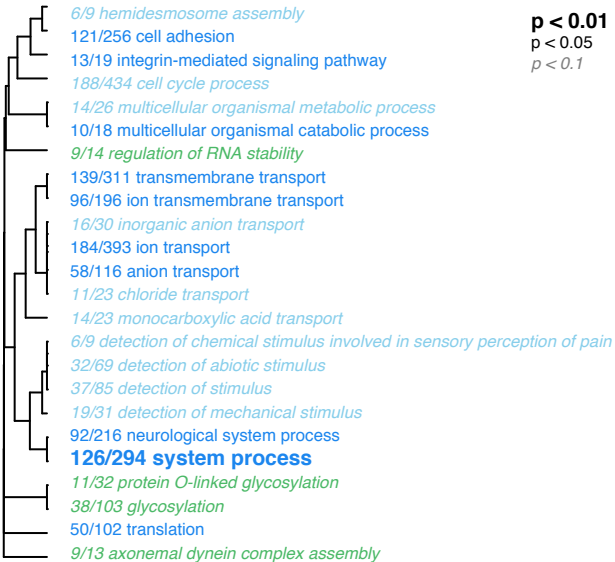 6/9 hemidesmosome assembly
121/256 cell adhesion
13/19 integrin-mediated signaling pathway
188/434 cell cycle process
14/26 multicellular organismal metabolic process
10/18 multicellular organismal catabolic process
9/14 regulation of RNA stability
139/311 transmembrane transport
96/196 ion transmembrane transport
16/30 inorganic anion transport
184/393 ion transport
58/116 anion transport
11/23 chloride transport
14/23 monocarboxylic acid transport
6/9 detection of chemical stimulus involved in sensory perception of pain
32/69 detection of abiotic stimulus
37/85 detection of stimulus
19/31 detection of mechanical stimulus
92/216 neurological system process
126/294 system process
11/32 protein O-linked glycosylation
38/103 glycosylation
50/102 translation
9/13 axonemal dynein complex assembly
p < 0.01
p < 0.05
p < 0.1